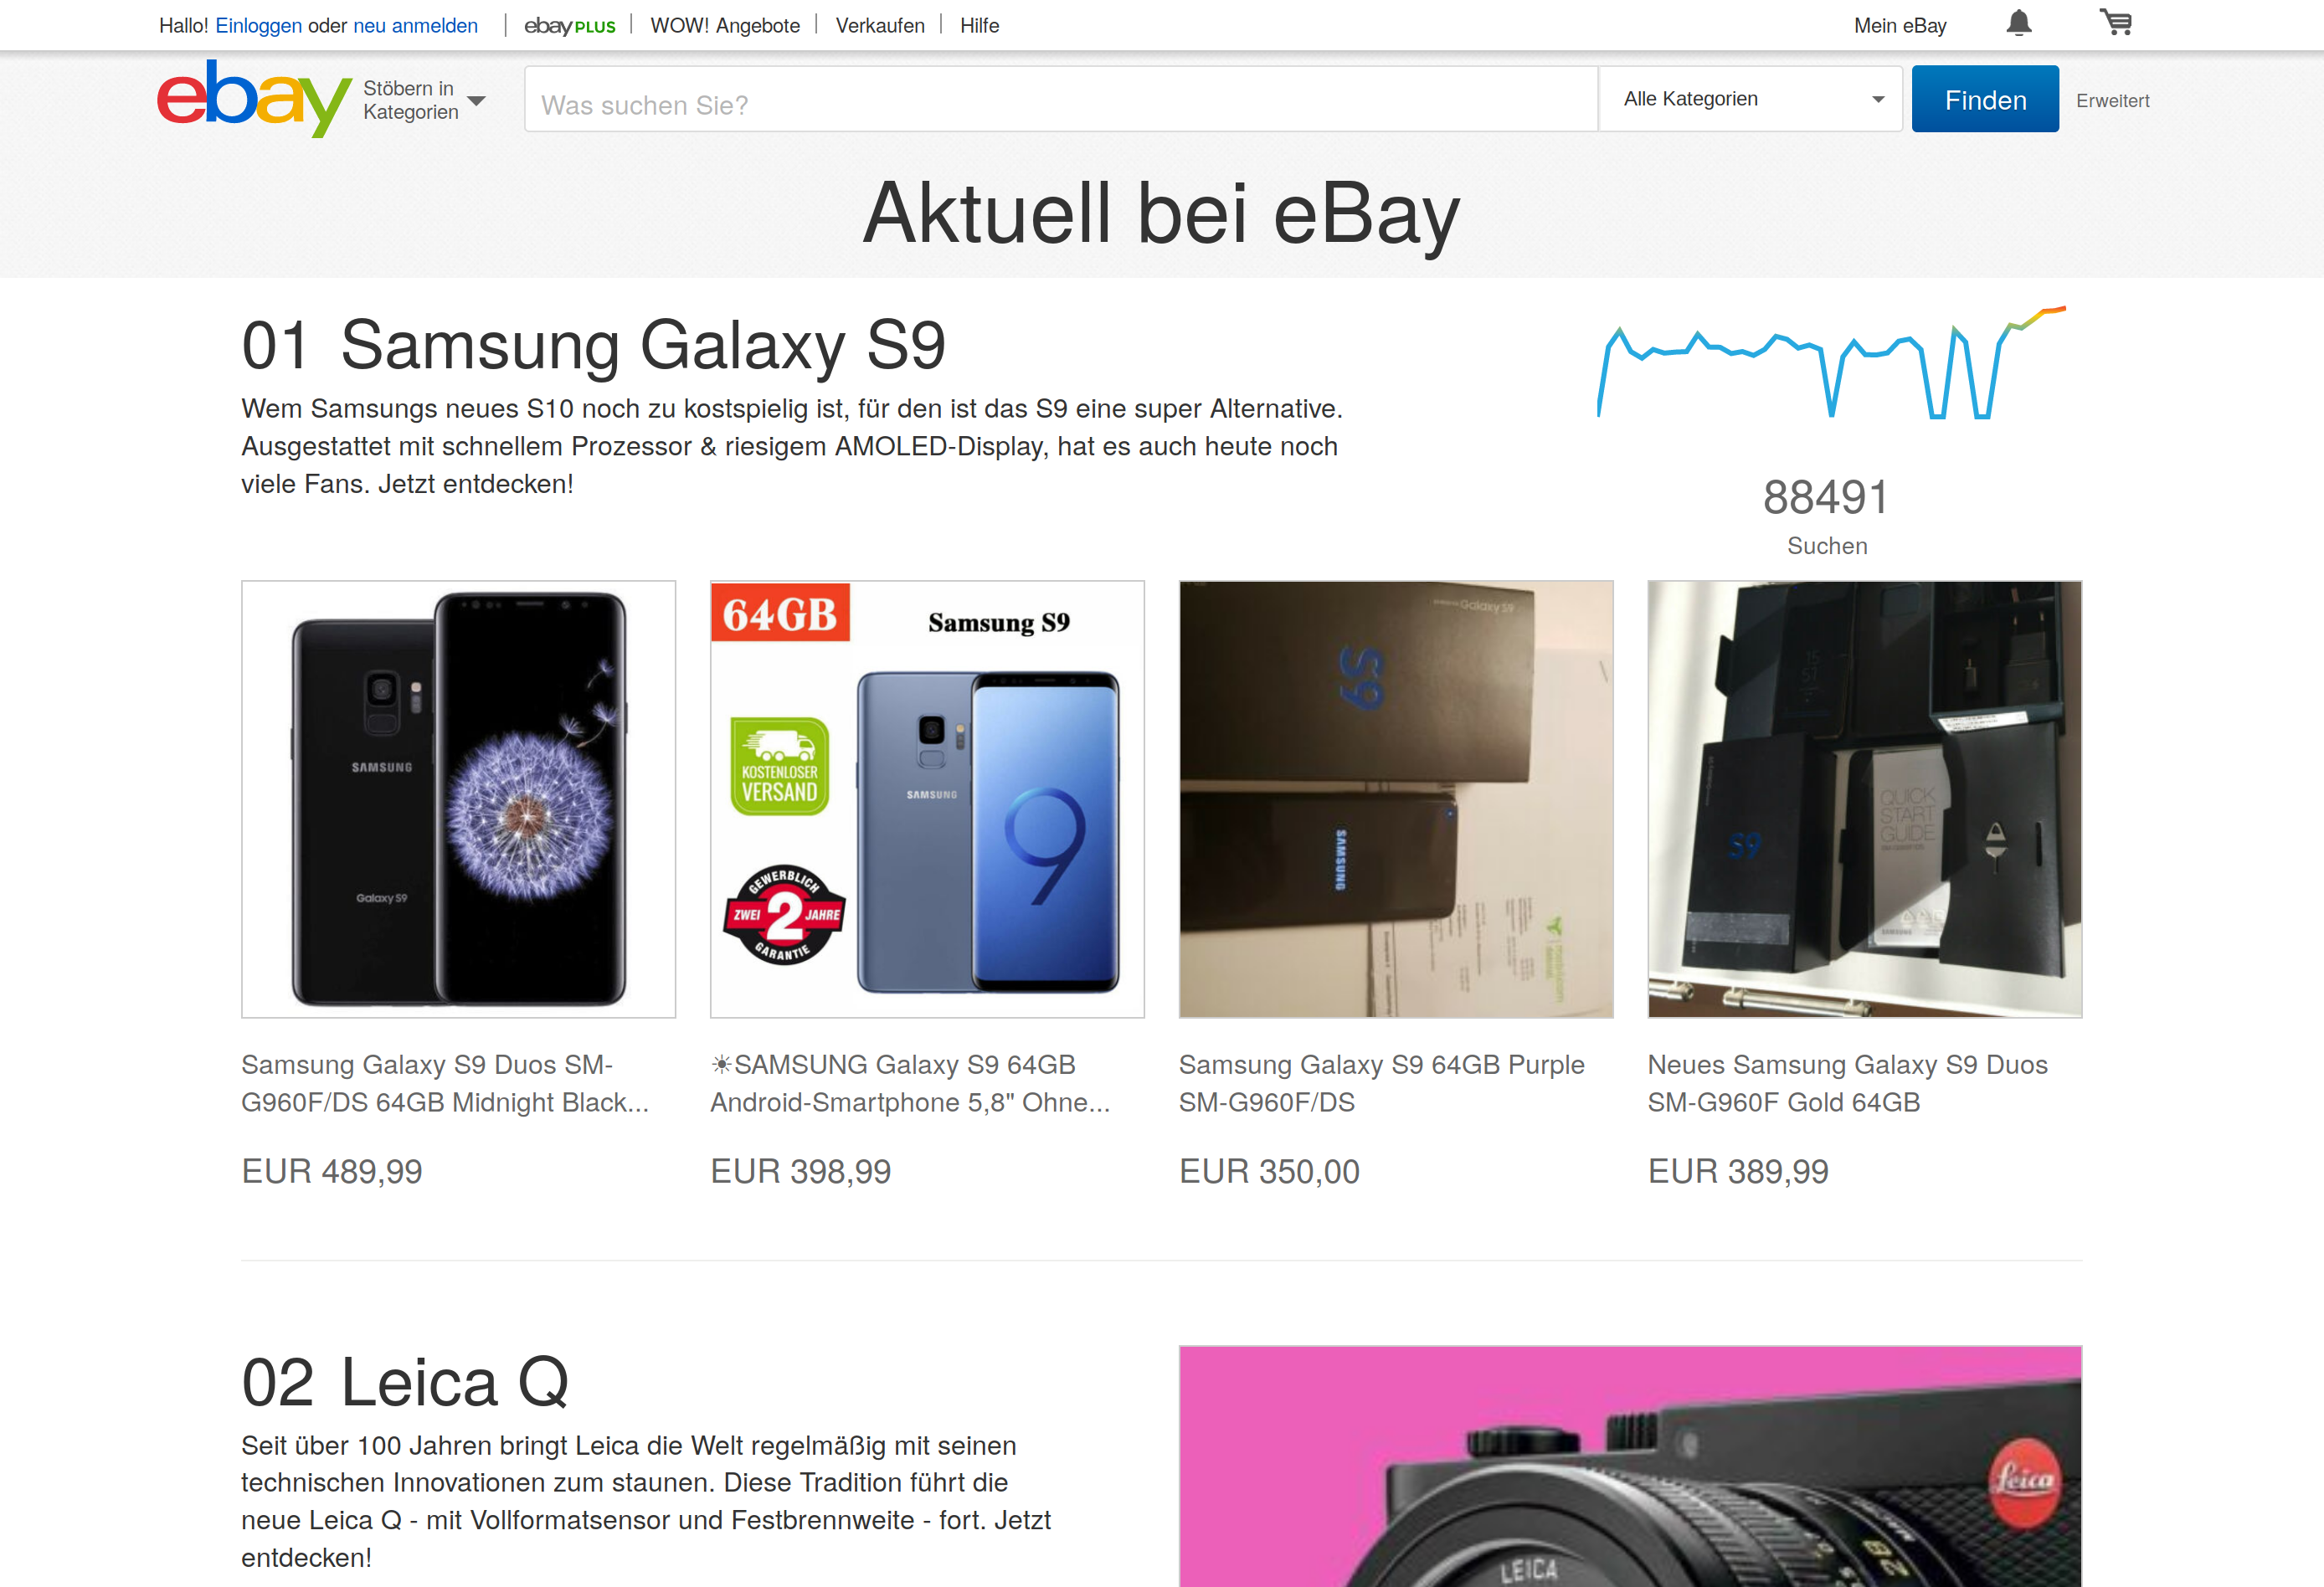 Hallo! Einloggen oder neu anmelden
ebay PLUS
WOW! Angebote
Verkaufen
Hilfe
Mein eBay
ebay
Stöbern in
Kategorien
Was suchen Sie?
Alle Kategorien
Finden
Erweitert
Aktuell bei eBay
01 Samsung Galaxy S9
Wem Samsungs neues S10 noch zu kostspielig ist, für den ist das S9 eine super Alternative.
Ausgestattet mit schnellem Prozessor & riesigem AMOLED-Display, hat es auch heute noch
viele Fans. Jetzt entdecken!
88491
Suchen
SAMSUNG
Galaxy S9
64GB
Samsung S9
KOSTENLOSER
VERSAND
SAMSUNG
9
GEWERBLICH
ZWEI 2 JAHRE
GARANTIE
Galaxy S9
S9
SAMSUNG
S9
QUICK
START
GUIDE
SAMSUNG
Samsung Galaxy S9 Duos SM-
G960F/DS 64GB Midnight Black...
EUR 489,99
☀SAMSUNG Galaxy S9 64GB
Android-Smartphone 5,8" Ohne...
EUR 398,99
Samsung Galaxy S9 64GB Purple
SM-G960F/DS
EUR 350,00
Neues Samsung Galaxy S9 Duos
SM-G960F Gold 64GB
EUR 389,99
02 Leica Q
Seit über 100 Jahren bringt Leica die Welt regelmäßig mit seinen
technischen Innovationen zum staunen. Diese Tradition führt die
neue Leica Q - mit Vollformatsensor und Festbrennweite - fort. Jetzt
entdecken!
Leica
LEICA
28